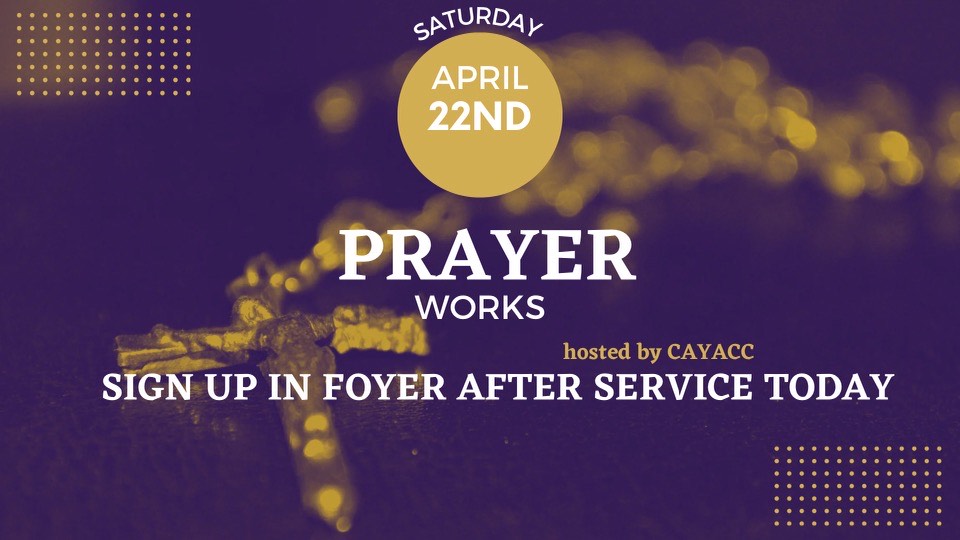 SATURDAY
APRIL
22ND
PRAYER
WORKS
hosted by CAYACC
SIGN UP IN FOYER AFTER SERVICE TODAY